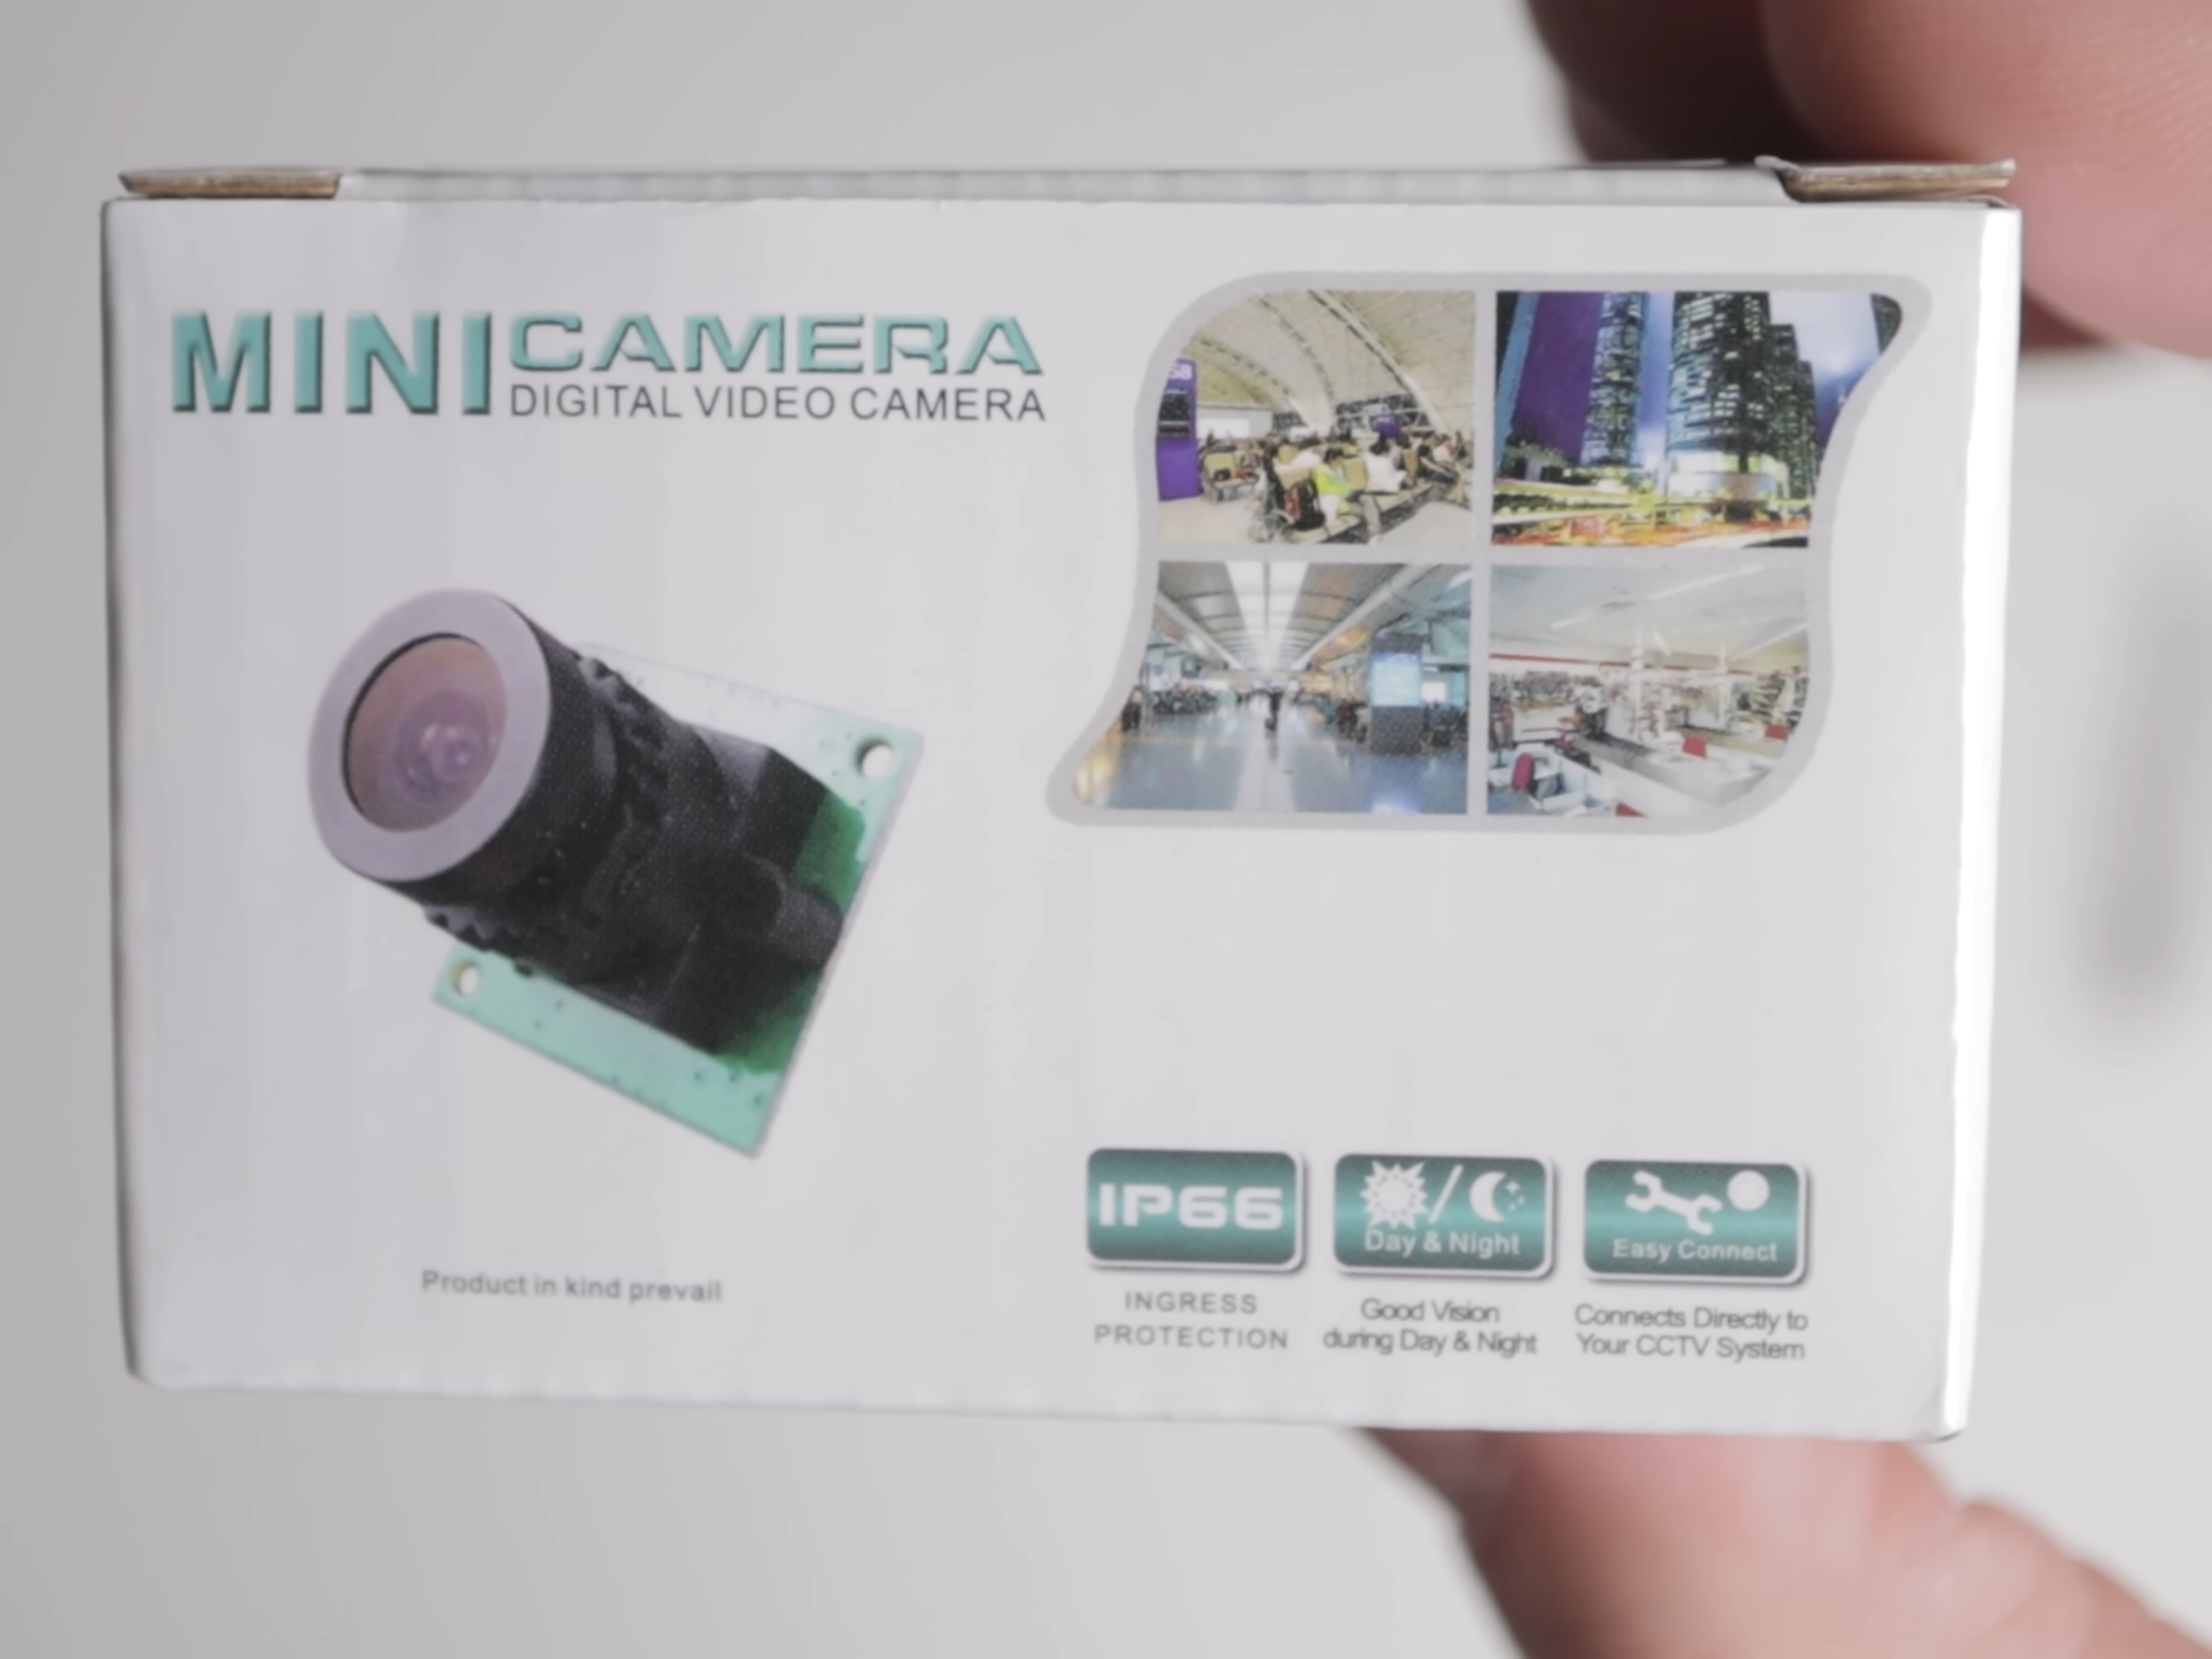 MINI CAMERA
DIGITAL VIDEO CAMERA
Product in kind prevail
IP66
INGRESS
PROTECTION
Day & Night
Good Vision
during Day & Night
Easy Connect
Connects Directly to
Your CCTV System